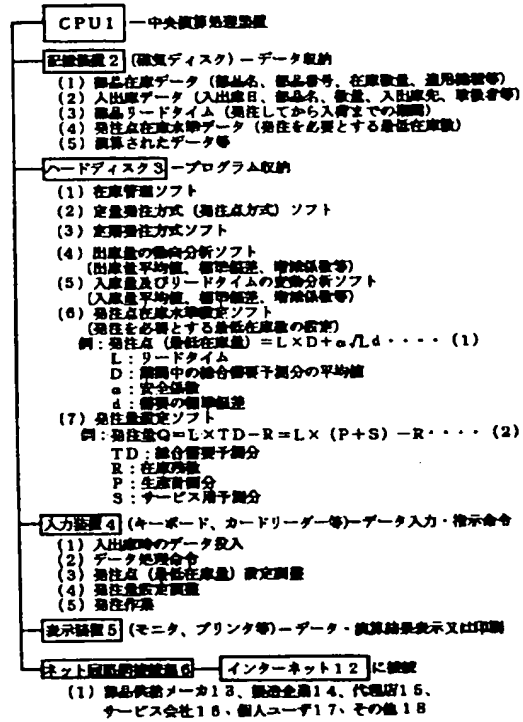 CPU1 ー中央演算処理装置
記憶装置2 (磁気ディスク)ーデータ収納
(1) 部品在庫データ (部品名、部品番号、在庫数量、適用機種等)
(2) 入出庫データ (入出庫日、部品名、数量、入出庫先、取扱者等)
(3) 部品リードタイム (発注してから入荷までの期間)
(4) 発注点在庫水準データ (発注を必要とする最低在庫数)
(5) 演算されたデータ等
ハードディスク3 ープログラム収納
(1) 在庫管理ソフト
(2) 定量発注方式 (発注点方式) ソフト
(3) 定期発注方式ソフト
(4) 出庫量の動向分析ソフト
(出庫量平均値、標準偏差、増減係数等)
(5) 入庫量及びリードタイムの変動分析ソフト
(入庫量平均値、標準偏差、増減係数等)
(6) 発注点在庫水準設定ソフト
(発注を必要とする最低在庫数の設定)
例:発注点 (最低在庫量) =L×D+α√Ld・・・・ (1)
L:リードタイム
D:期間中の総合需要予測分の平均値
α:安全係数
d:需要の標準偏差
(7) 発注量設定ソフト
例:発注量Q=L×TD−R=L× (P+S) −R・・・・ (2)
TD:総合需要予測分
R:在庫残数
P:生産計画分
S:サービス用予測分
入力装置4 (キーボード、カードリーダー等)ーデータ入力・指示命令
(1) 入出庫時のデータ投入
(2) データ処理命令
(3) 発注点 (最低在庫量)設定調整
(4) 発注量設定調整
(5) 発注作業
表示装置5 (モニタ、プリンタ等)ーデータ・演算結果表示又は印刷
ネット回路網接続部6 インターネット12 に接続
(1) 部品供給メーカ13、製造企業14、代理店15、
サービス会社16、個人ユーザ17、その他18